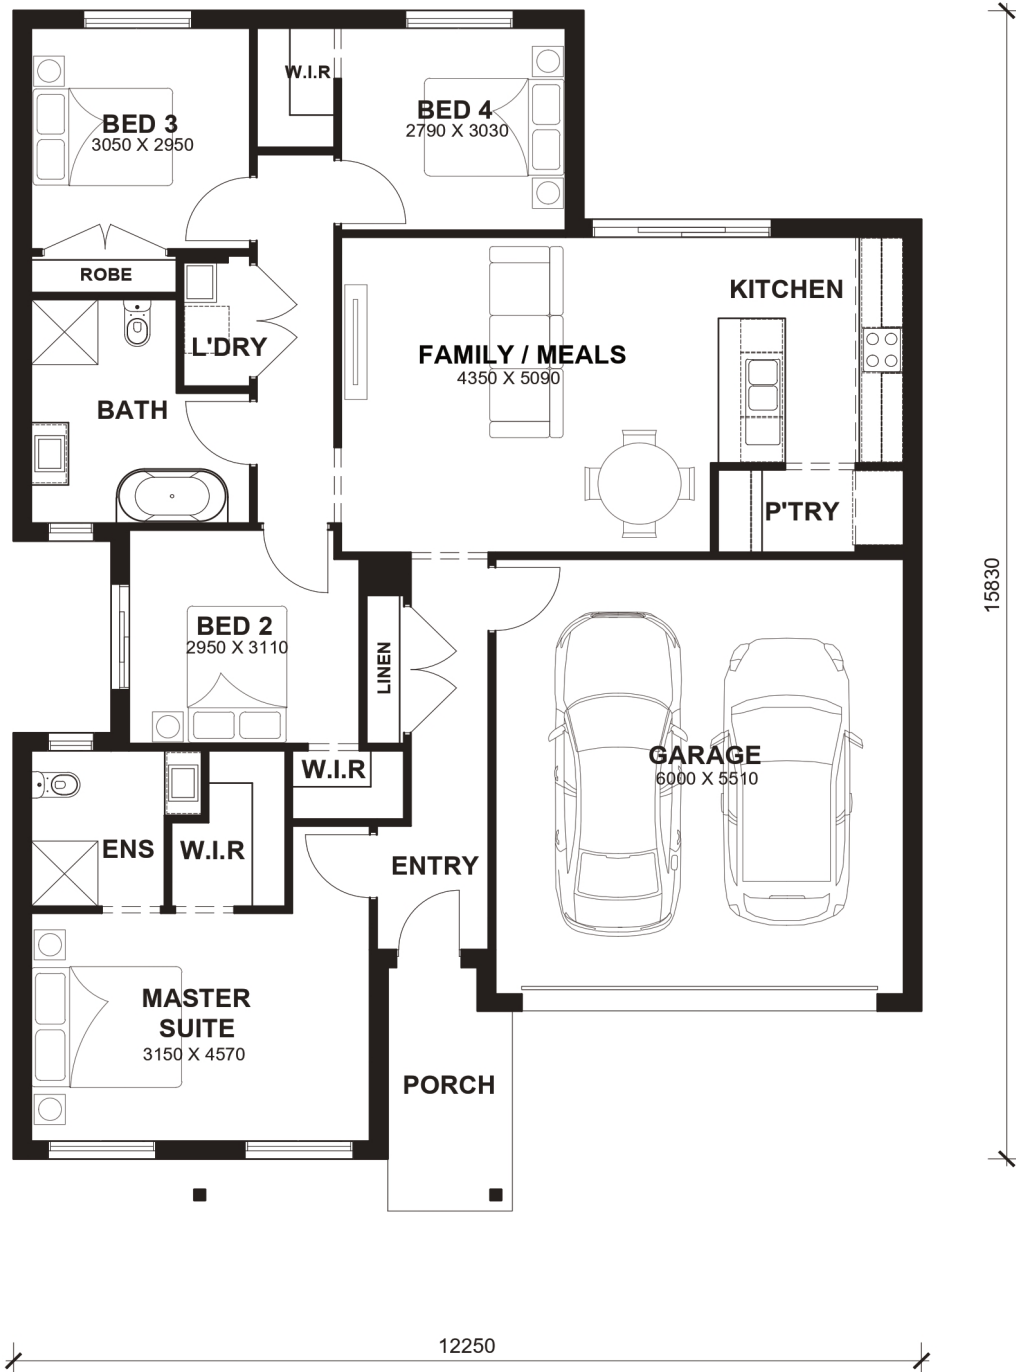 W.I.R
BED 3
3050 X 2950
BED 4
2790 X 3030
ROBE
KITCHEN
L'DRY
FAMILY / MEALS
4350 X 5090
BATH
P'TRY
15830
BED 2
2950 X 3110
LINEN
GARAGE
6000 X 5510
W.I.R
ENS
W.I.R
ENTRY
MASTER
SUITE
3150 X 4570
PORCH
12250